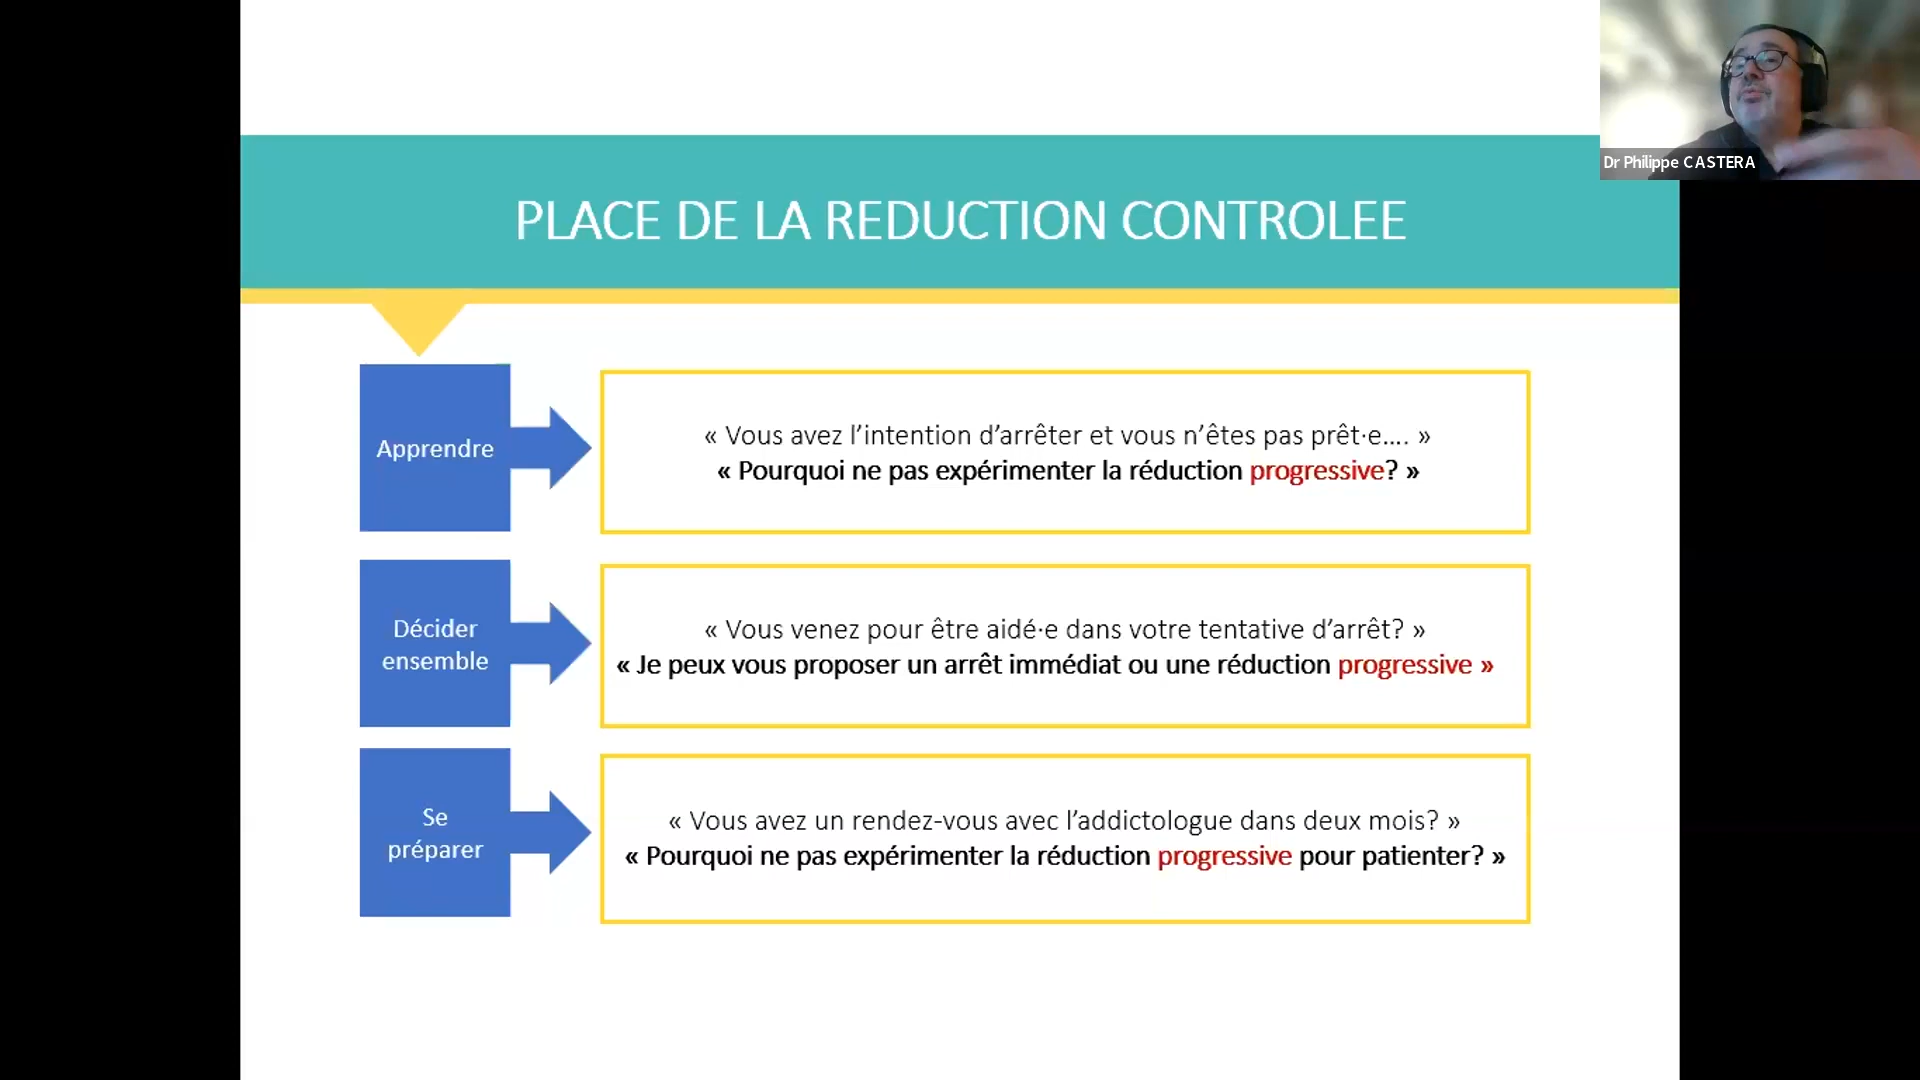 Dr Philippe CASTERA
PLACE DE LA REDUCTION CONTROLEE
Apprendre
« Vous avez l’intention d’arrêter et vous n’êtes pas prêt·e…. »
« Pourquoi ne pas expérimenter la réduction progressive? »
Décider
ensemble
« Vous venez pour être aidé·e dans votre tentative d’arrêt? »
« Je peux vous proposer un arrêt immédiat ou une réduction progressive »
Se
préparer
« Vous avez un rendez-vous avec l’addictologue dans deux mois? »
« Pourquoi ne pas expérimenter la réduction progressive pour patienter? »